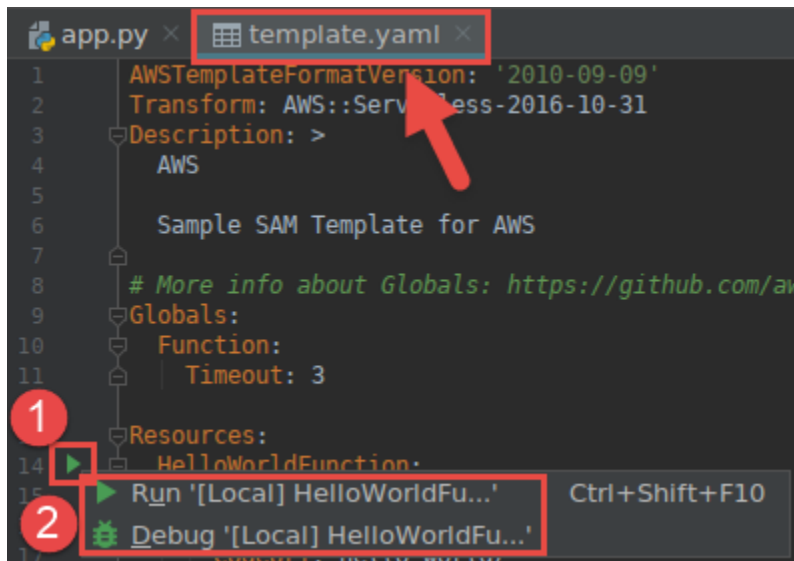 app.py template.yaml
1 AWSTemplateFormatVersion: '2010-09-09'
2 Transform: AWS::Serv less-2016-10-31
3 Description: >
4 AWS
5
6 Sample SAM Template for AWS
7
8 # More info about Globals: https://github.com/aw
9 Globals:
10 Function:
11 Timeout: 3
1
Resources:
14 HelloWorldFunction:
15 Run '[Local] HelloWorldFu...' Ctrl+Shift+F10
2 Debug '[Local] HelloWorldFu...'
17